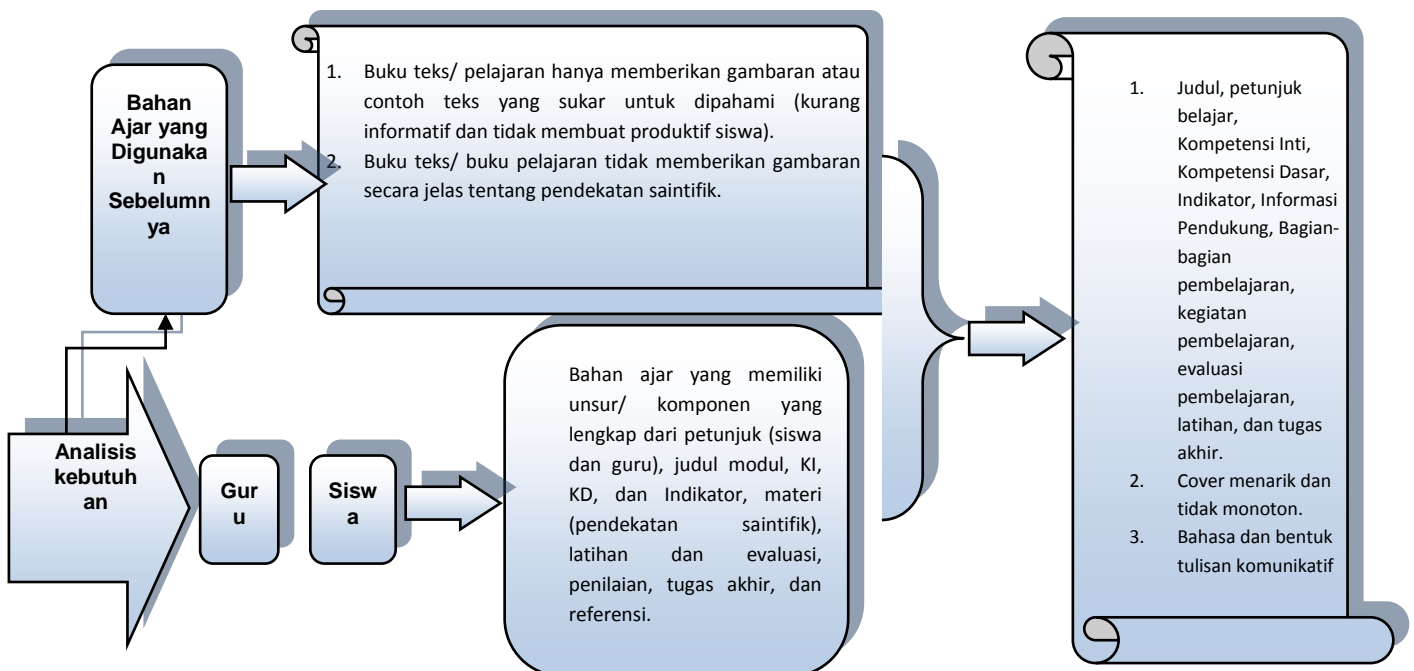 Bahan
Ajar yang
Digunaka
n
Sebelumn
ya
1. Buku teks/ pelajaran hanya memberikan gambaran atau
contoh teks yang sukar untuk dipahami (kurang
informatif dan tidak membuat produktif siswa).
2. Buku teks/ buku pelajaran tidak memberikan gambaran
secara jelas tentang pendekatan saintifik.
Analisis
kebutuh
an
Gur
u
Sisw
a
Bahan ajar yang memiliki
unsur/ komponen yang
lengkap dari petunjuk (siswa
dan guru), judul modul, KI,
KD, dan Indikator, materi
(pendekatan saintifik),
latihan dan evaluasi,
penilaian, tugas akhir, dan
referensi.
1. Judul, petunjuk
belajar,
Kompetensi Inti,
Kompetensi Dasar,
Indikator, Informasi
Pendukung, Bagian-
bagian
pembelajaran,
kegiatan
pembelajaran,
evaluasi
pembelajaran,
latihan, dan tugas
akhir.
2. Cover menarik dan
tidak monoton.
3. Bahasa dan bentuk
tulisan komunikatif